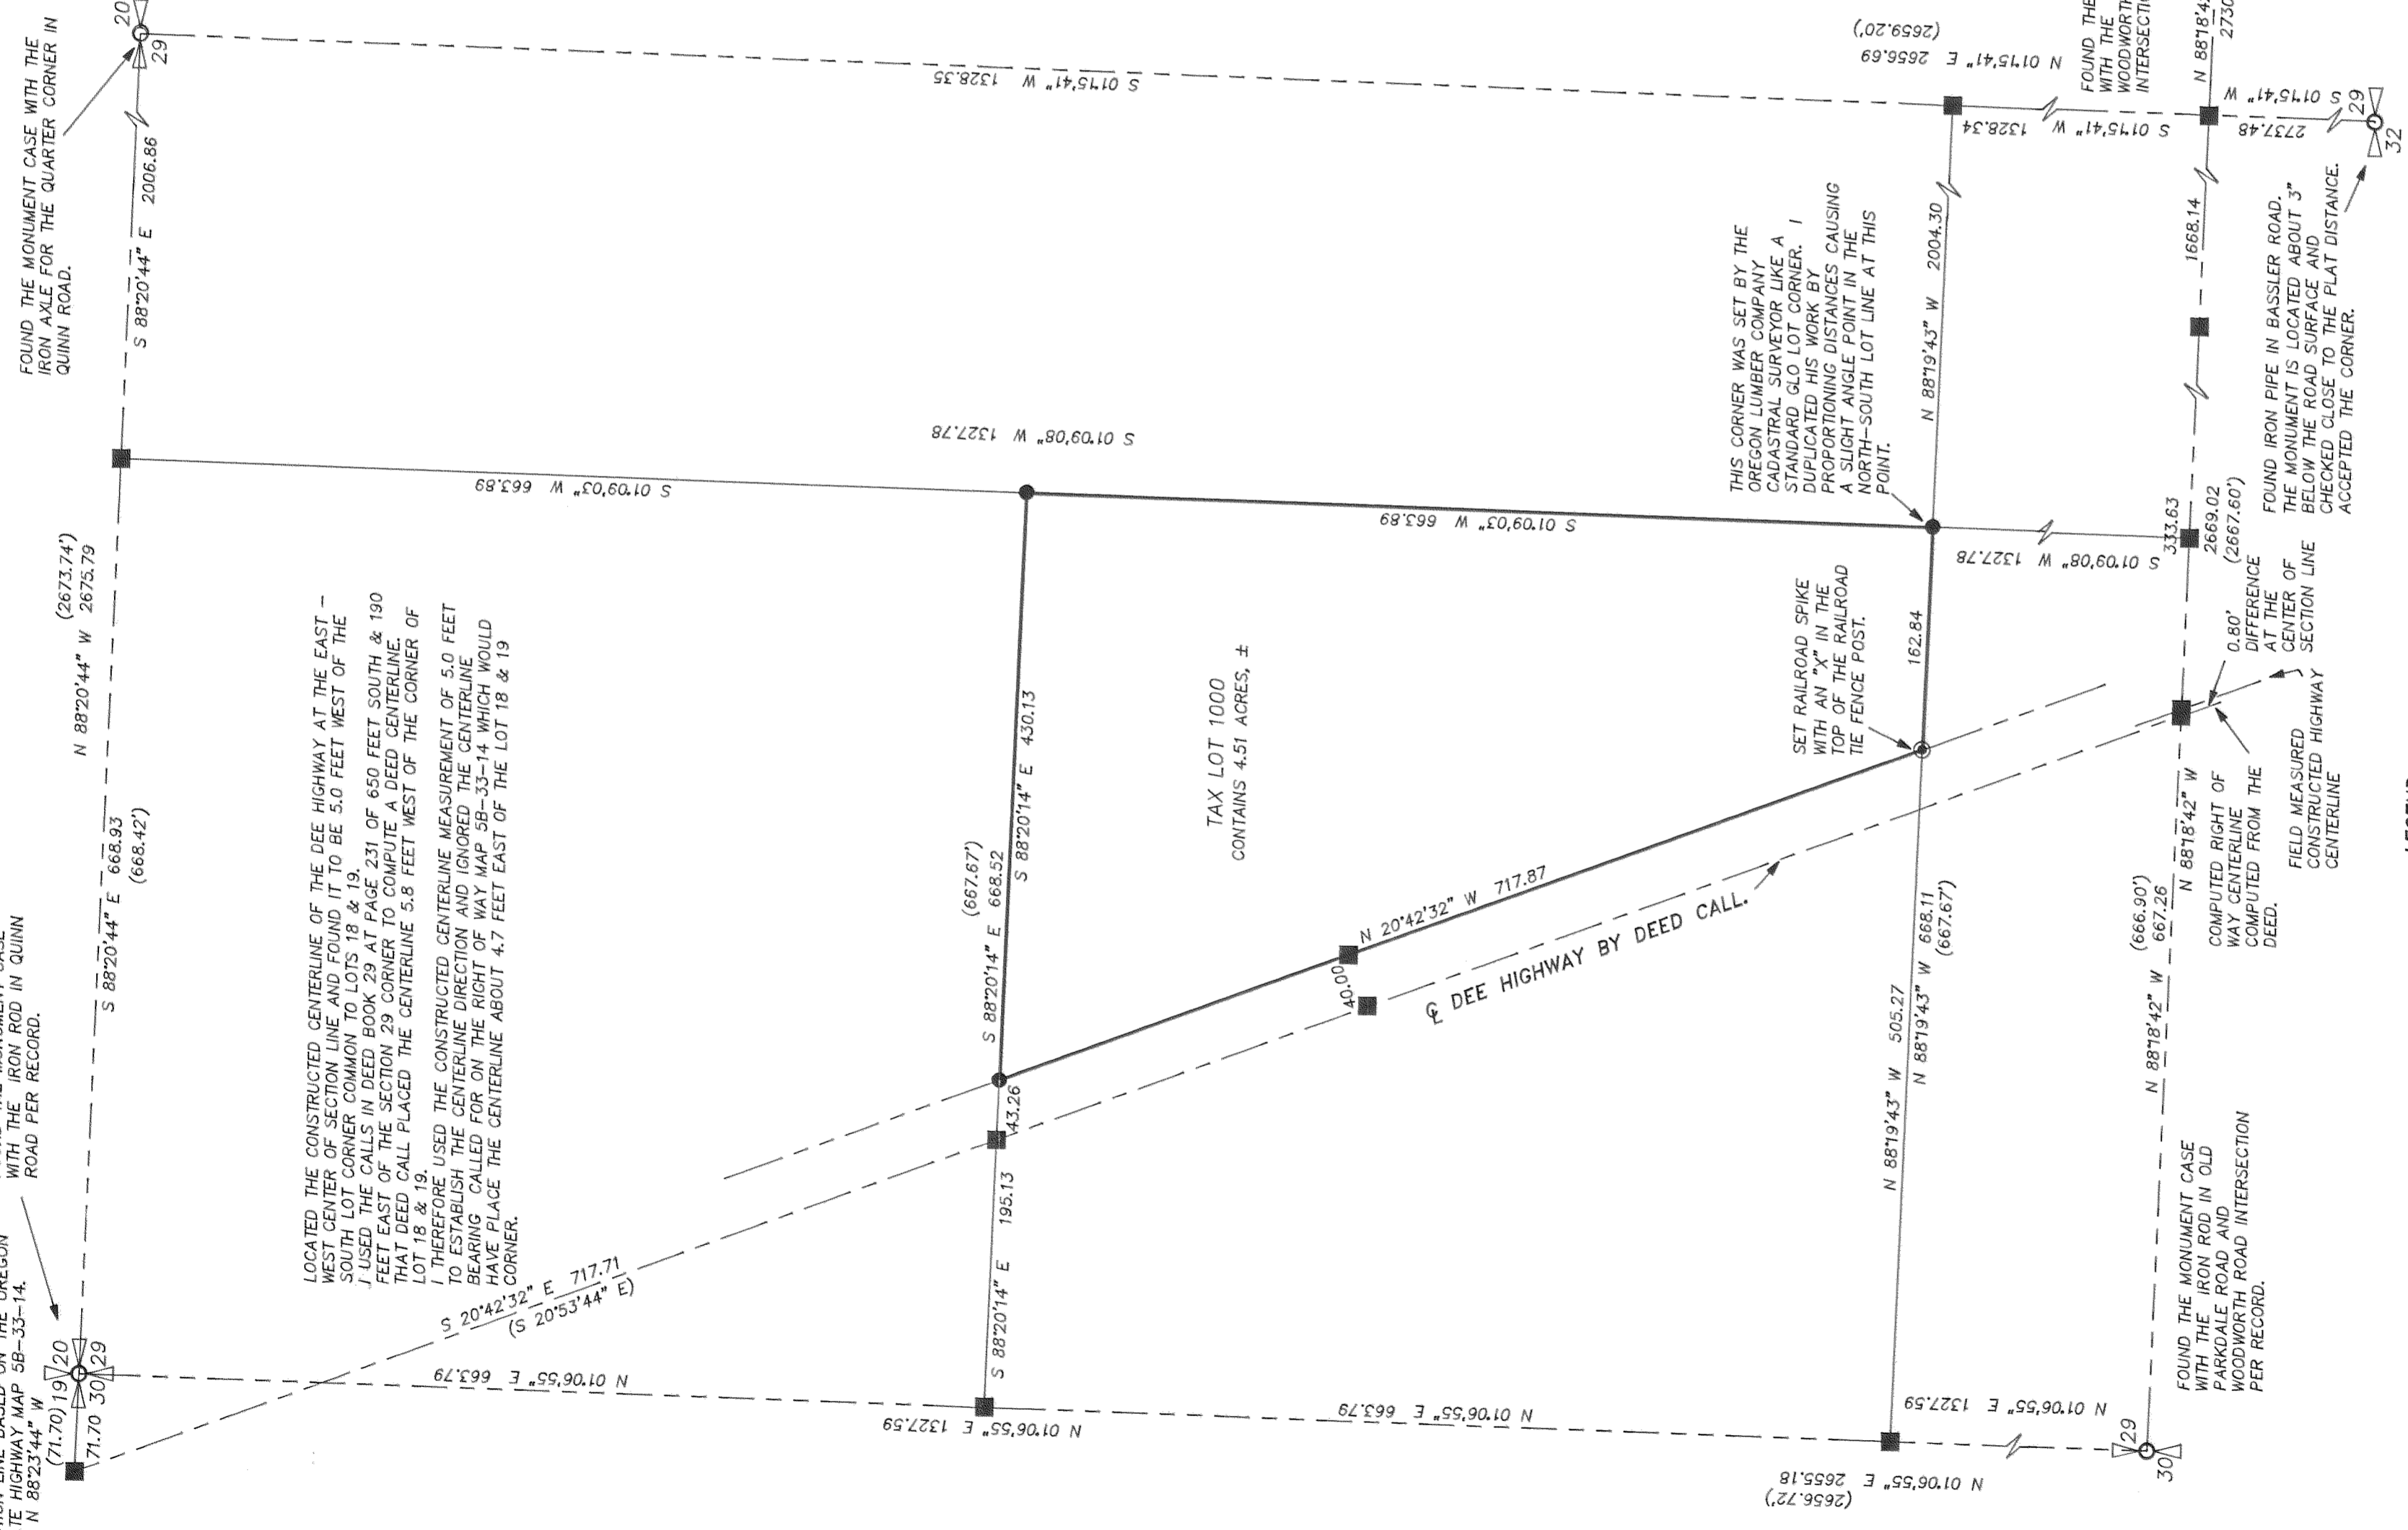 20
29
FOUND THE MONUMENT CASE WITH THE
IRON AXLE FOR THE QUARTER CORNER IN
QUINN ROAD.
S 88°20'44" E 2006.86
(2673.74')
N 88°20'44" W 2675.79
S 88°20'44" E 668.93
(668.42')
WITH THE IRON ROD IN QUINN
ROAD PER RECORD.
TE HIGHWAY MAP 5B-33-14.
N 88°23'44" W
(71.70)
71.70
19
20
30
29
S 01°15'41" W 1328.35
N 01°15'41" E 2656.69
(2659.20')
S 01°15'41" W 1328.34
S 01°15'41" W
2737.48
29
32
FOUND THE
WITH THE
WOODWORTH
INTERSECTIO
N 88°18'4
2730
S 01°09'03" W 663.89
S 01°09'08" W 1327.78
S 01°09'03" W 663.89
S 01°09'08" W 1327.78
LOCATED THE CONSTRUCTED CENTERLINE OF THE DEE HIGHWAY AT THE EAST -
WEST CENTER OF SECTION LINE AND FOUND IT TO BE 5.0 FEET WEST OF THE
SOUTH LOT CORNER COMMON TO LOTS 18 & 19.
I USED THE CALLS IN DEED BOOK 29 AT PAGE 231 OF 650 FEET SOUTH & 190
FEET EAST OF THE SECTION 29 CORNER TO COMPUTE A DEED CENTERLINE.
THAT DEED CALL PLACED THE CENTERLINE 5.8 FEET WEST OF THE CORNER OF
LOT 18 & 19.
I THEREFORE USED THE CONSTRUCTED CENTERLINE MEASUREMENT OF 5.0 FEET
TO ESTABLISH THE CENTERLINE DIRECTION AND IGNORED THE CENTERLINE
BEARING CALLED FOR ON THE RIGHT OF WAY MAP 5B-33-14 WHICH WOULD
HAVE PLACE THE CENTERLINE ABOUT 4.7 FEET EAST OF THE LOT 18 & 19
CORNER.
S 20°42'32" E 717.71
(S 20°53'44" E)
N 01°06'55" E 663.79
N 01°06'55" E 1327.59
N 01°06'55" E 663.79
N 01°06'55" E 1327.59
N 01°06'55" E 2655.18
(2656.72')
(667.67')
S 88°20'14" E 668.52
S 88°20'14" E 430.13
43.26
S 88°20'14" E 195.13
TAX LOT 1000
CONTAINS 4.51 ACRES, ±
N 20°42'32" W 717.87
40.00
℄ DEE HIGHWAY BY DEED CALL.
THIS CORNER WAS SET BY THE
OREGON LUMBER COMPANY
CADASTRAL SURVEYOR LIKE A
STANDARD GLO LOT CORNER. I
DUPLICATED HIS WORK BY
PROPORTIONING DISTANCES CAUSING
A SLIGHT ANGLE POINT IN THE
NORTH-SOUTH LOT LINE AT THIS
POINT.
SET RAILROAD SPIKE
WITH AN "X" IN THE
TOP OF THE RAILROAD
TIE FENCE POST.
N 88°19'43" W 2004.30
162.84
N 88°19'43" W 505.27
N 88°19'43" W 668.11
(667.67')
1668.14
333.63
2669.02
(2667.60')
N 88°18'42" W
(666.90')
N 88°18'42" W 667.26
0.80'
DIFFERENCE
AT THE
CENTER OF
SECTION LINE
COMPUTED RIGHT OF
WAY CENTERLINE
COMPUTED FROM THE
DEED.
FIELD MEASURED
CONSTRUCTED HIGHWAY
CENTERLINE
FOUND IRON PIPE IN BASSLER ROAD.
THE MONUMENT IS LOCATED ABOUT 3"
BELOW THE ROAD SURFACE AND
CHECKED CLOSE TO THE PLAT DISTANCE.
ACCEPTED THE CORNER.
FOUND THE MONUMENT CASE
WITH THE IRON ROD IN OLD
PARKDALE ROAD AND
WOODWORTH ROAD INTERSECTION
PER RECORD.
29
30